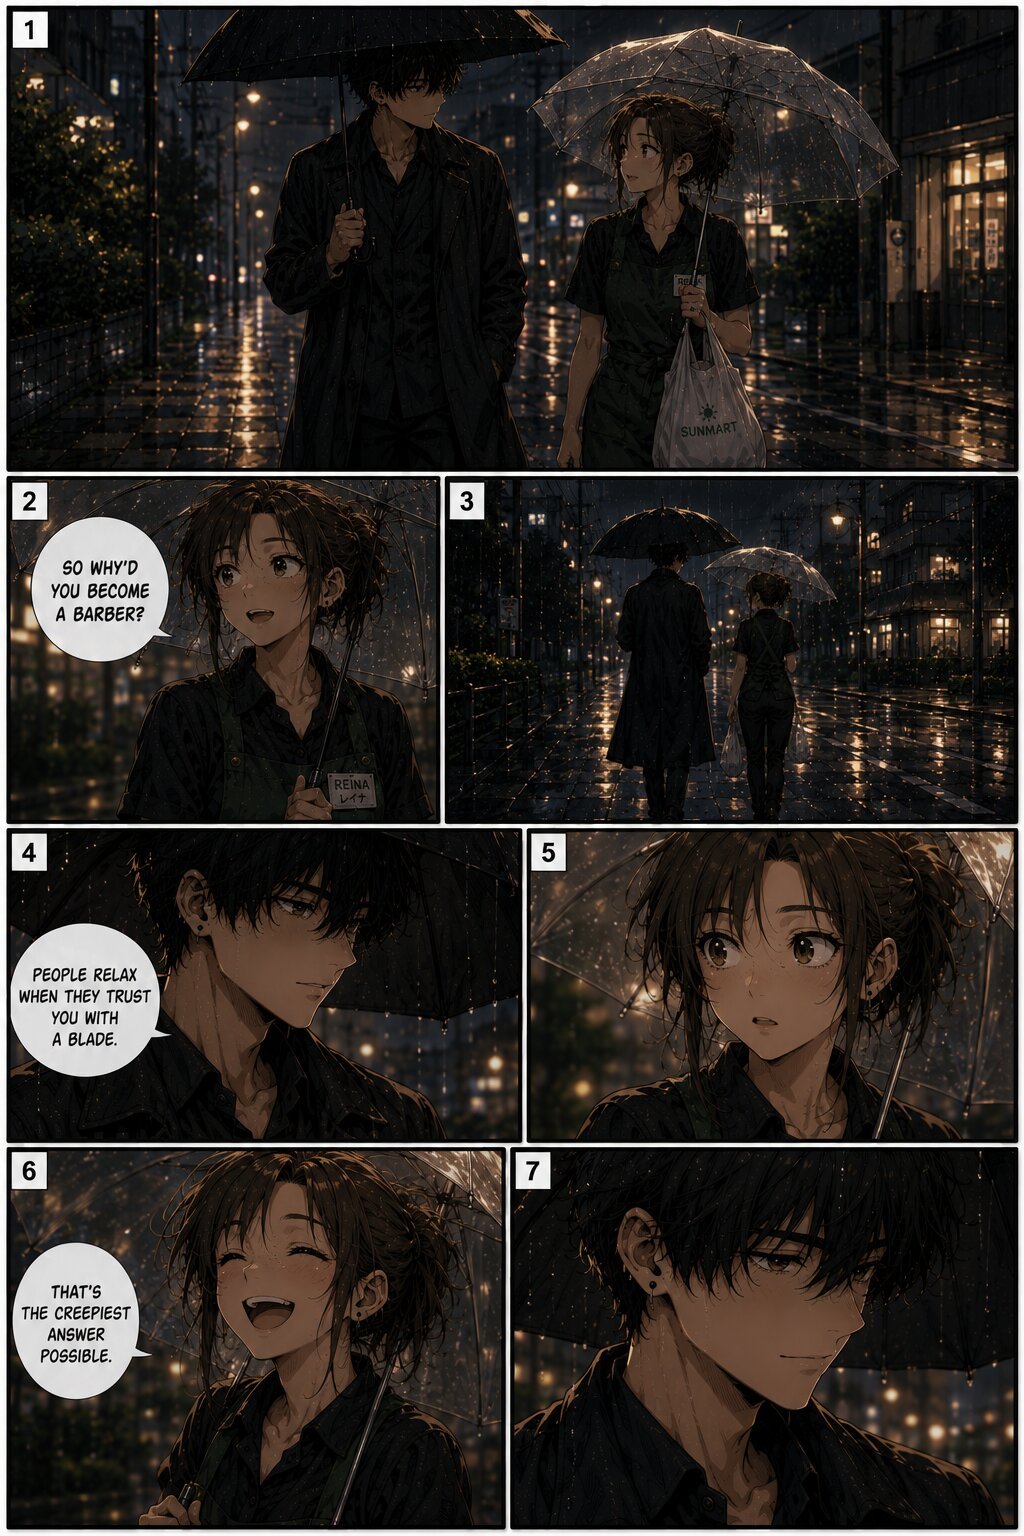 1
REINA
SUNMART
2
SO WHY'D
YOU BECOME
A BARBER?
REINA
レイナ
3
4
PEOPLE RELAX
WHEN THEY TRUST
YOU WITH
A BLADE.
5
6
THAT'S
THE CREEPIEST
ANSWER
POSSIBLE.
7